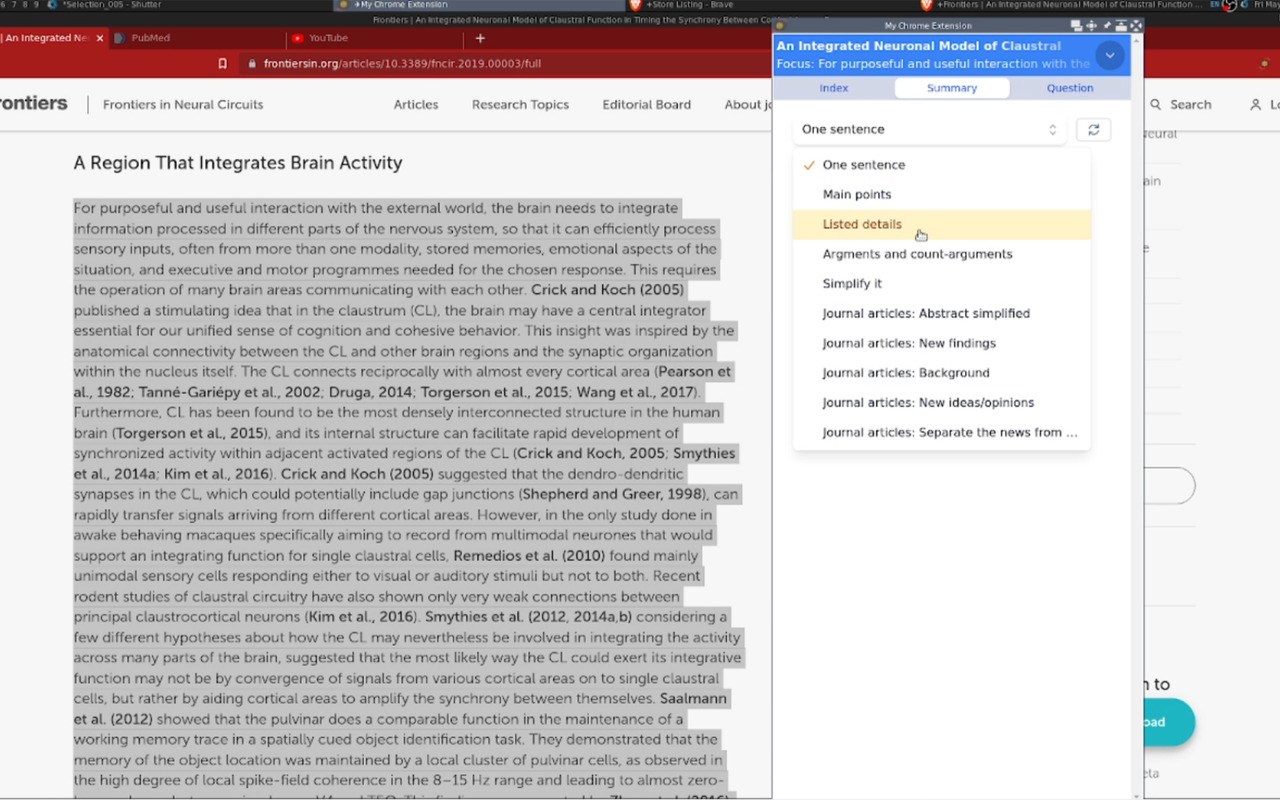 6 7 8 9
*Selection_005 - Shutter
My Chrome Extension
+Store Listing - Brave
+Frontiers | An Integrated Neuronal Model of Claustral Function ...
EN
Fri May
Frontiers | An Integrated Neuronal Model of Claustral Function in Timing the Synchrony Between
| An Integrated Ne
PubMed
YouTube
frontiersin.org/articles/10.3389/fncir.2019.00003/full
rontiers
Frontiers in Neural Circuits
Articles
Research Topics
Editorial Board
About jo
Search
Lo
A Region That Integrates Brain Activity
For purposeful and useful interaction with the external world, the brain needs to integrate
information processed in different parts of the nervous system, so that it can efficiently process
sensory inputs, often from more than one modality, stored memories, emotional aspects of the
situation, and executive and motor programmes needed for the chosen response. This requires
the operation of many brain areas communicating with each other. Crick and Koch (2005)
published a stimulating idea that in the claustrum (CL), the brain may have a central integrator
essential for our unified sense of cognition and cohesive behavior. This insight was inspired by the
anatomical connectivity between the CL and other brain regions and the synaptic organization
within the nucleus itself. The CL connects reciprocally with almost every cortical area (Pearson et
al., 1982; Tanné-Gariépy et al., 2002; Druga, 2014; Torgerson et al., 2015; Wang et al., 2017).
Furthermore, CL has been found to be the most densely interconnected structure in the human
brain (Torgerson et al., 2015), and its internal structure can facilitate rapid development of
synchronized activity within adjacent activated regions of the CL (Crick and Koch, 2005; Smythies
et al., 2014a; Kim et al., 2016). Crick and Koch (2005) suggested that the dendro-dendritic
synapses in the CL, which could potentially include gap junctions (Shepherd and Greer, 1998), can
rapidly transfer signals arriving from different cortical areas. However, in the only study done in
awake behaving macaques specifically aiming to record from multimodal neurones that would
support an integrating function for single claustral cells, Remedios et al. (2010) found mainly
unimodal sensory cells responding either to visual or auditory stimuli but not to both. Recent
rodent studies of claustral circuitry have also shown only very weak connections between
principal claustrocortical neurons (Kim et al., 2016). Smythies et al. (2012, 2014a,b) considering a
few different hypotheses about how the CL may nevertheless be involved in integrating the activity
across many parts of the brain, suggested that the most likely way the CL could exert its integrative
function may not be by convergence of signals from various cortical areas on to single claustral
cells, but rather by aiding cortical areas to amplify the synchrony between themselves. Saalmann
et al. (2012) showed that the pulvinar does a comparable function in the maintenance of a
working memory trace in a spatially cued object identification task. They demonstrated that the
memory of the object location was maintained by a local cluster of pulvinar cells, as observed in
the high degree of local spike-field coherence in the 8–15 Hz range and leading to almost zero-
My Chrome Extension
An Integrated Neuronal Model of Claustral
Focus: For purposeful and useful interaction with the
Index
Summary
Question
One sentence
One sentence
Main points
Listed details
Argments and count-arguments
Simplify it
Journal articles: Abstract simplified
Journal articles: New findings
Journal articles: Background
Journal articles: New ideas/opinions
Journal articles: Separate the news from ...
eural
ain
n to
oad
eta